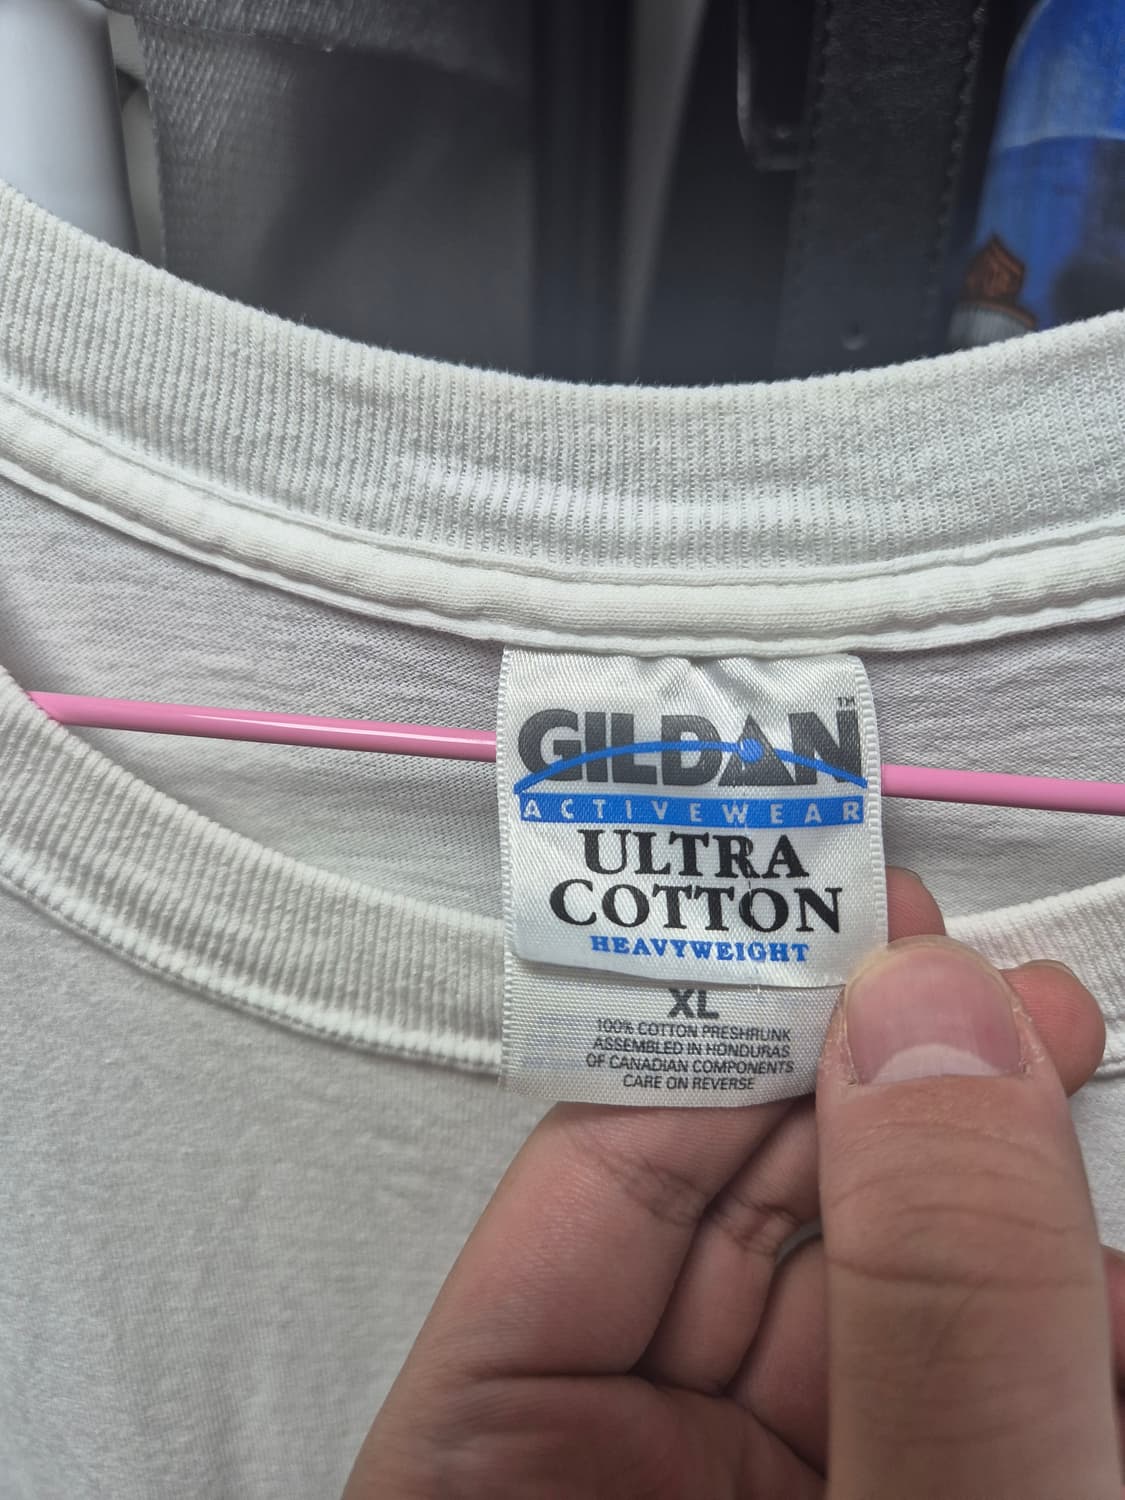 GILDAN™
ACTIVEWEAR
ULTRA
COTTON
HEAVYWEIGHT
XL
100% COTTON PRESHRUNK
ASSEMBLED IN HONDURAS
OF CANADIAN COMPONENTS
CARE ON REVERSE